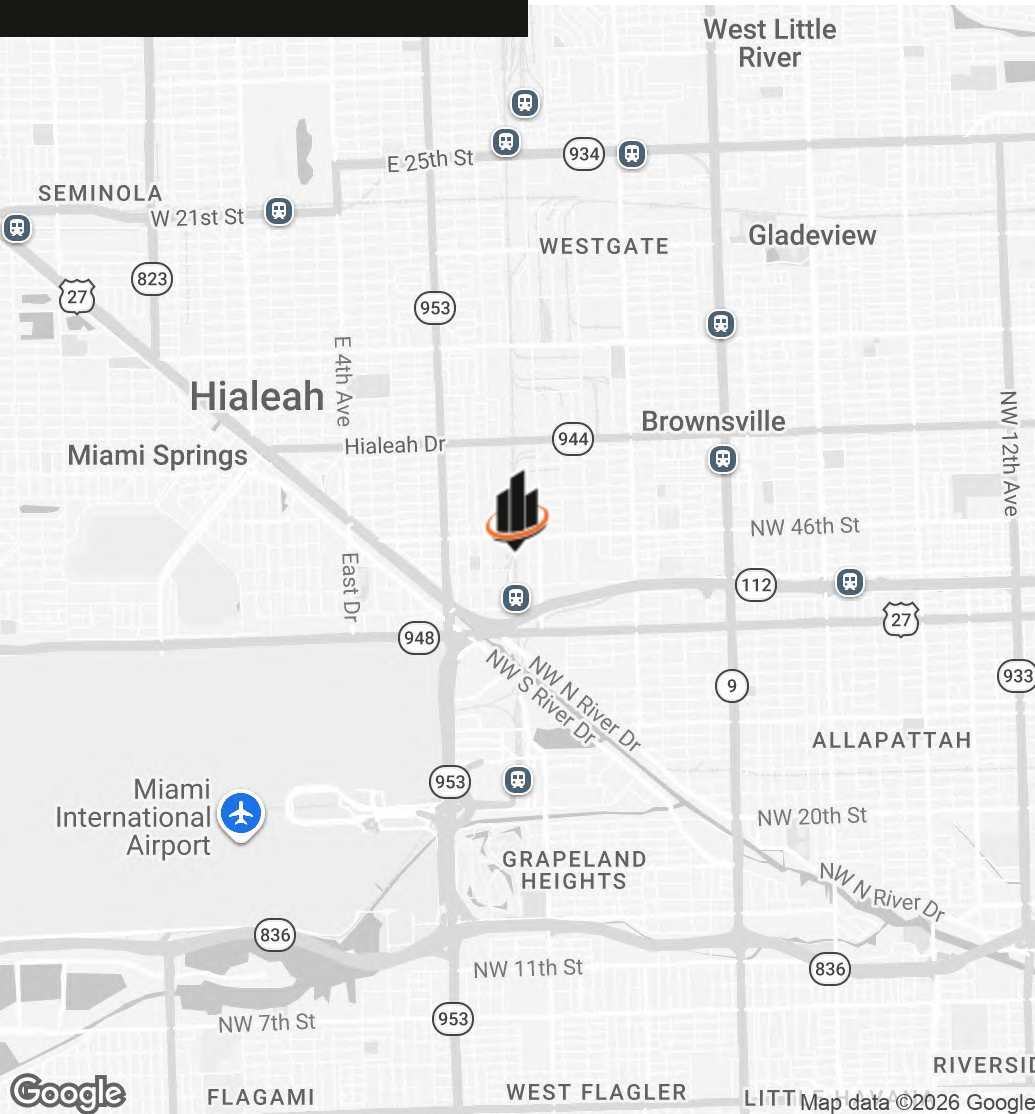 West Little
River
E 25th St
934
SEMINOLA
W 21st St
WESTGATE
Gladeview
823
27
953
E 4th Ave
Hialeah
NW 12th Ave
Brownsville
944
Hialeah Dr
Miami Springs
NW 46th St
East Dr
112
27
948
933
NW N River Dr
NW S River Dr
9
ALLAPATTAH
953
Miami
International
Airport
NW 20th St
GRAPELAND
HEIGHTS
NW N River Dr
836
NW 11th St
836
NW 7th St
953
RIVERSID
Google
FLAGAMI
WEST FLAGLER
LITTLE HAVANA
Map data ©2026 Google